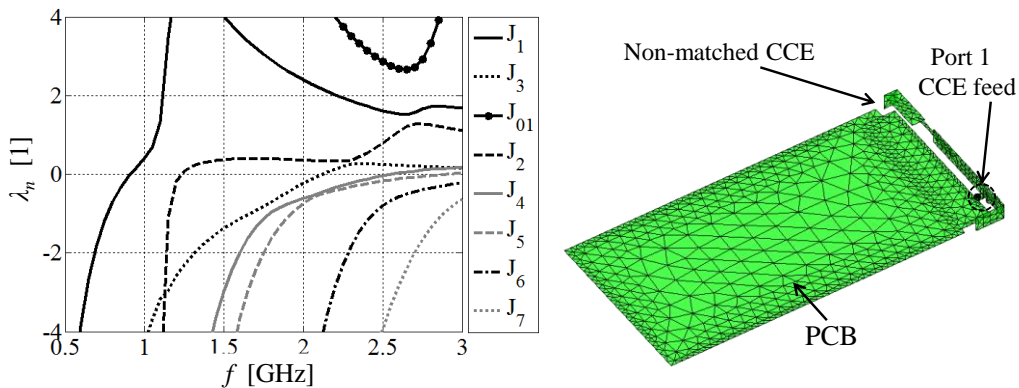 4
2
0
-2
-4
λn [1]
0.5
1
1.5
2
2.5
3
f [GHz]
J1
J3
J01
J2
J4
J5
J6
J7
Non-matched CCE
Port 1
CCE feed
PCB